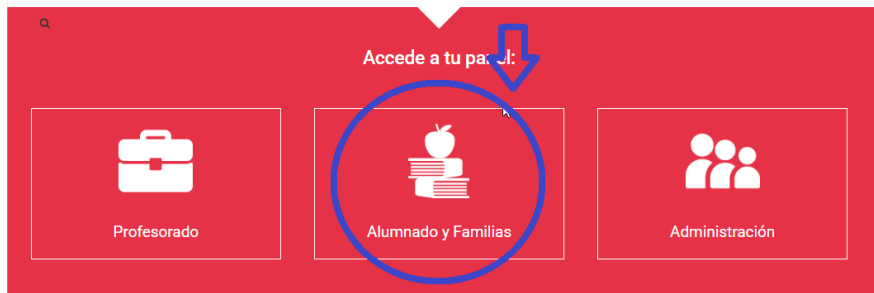 Accede a tu panel:
Profesorado
Alumnado y Familias
Administración